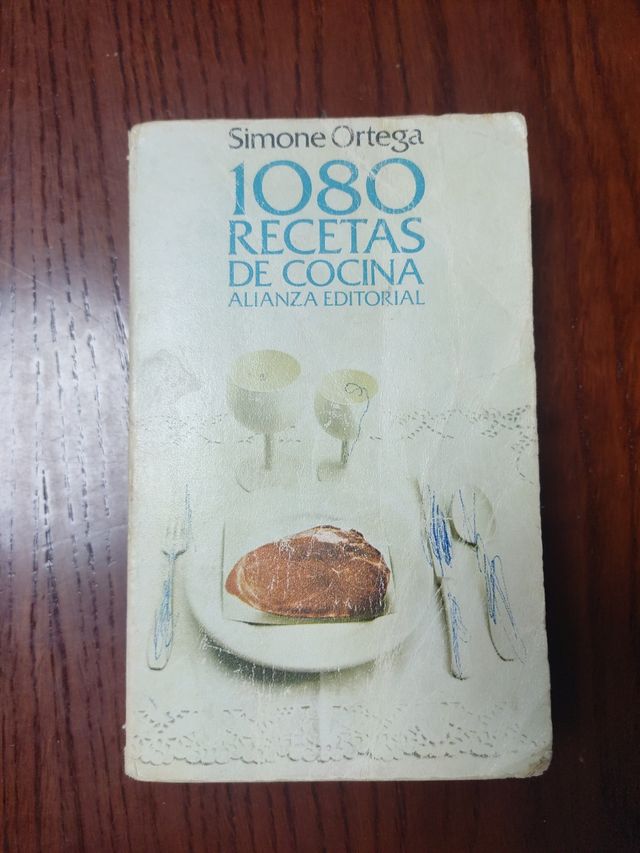 Simone Ortega
1080
RECETAS
DE COCINA
ALIANZA EDITORIAL